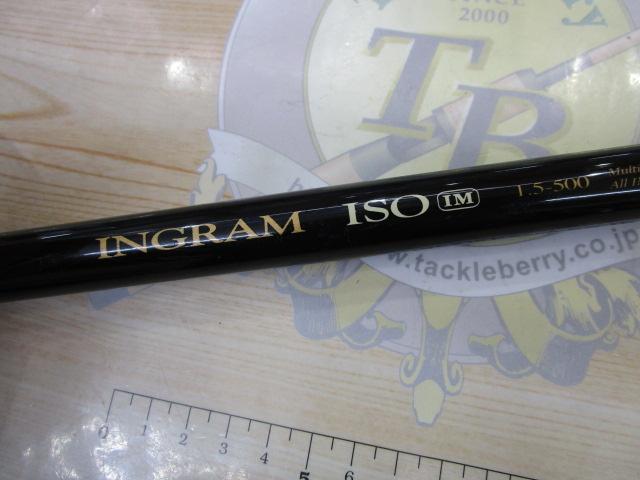 SINCE
2000
TB
INGRAM ISO IM 1.5-500
www.tackleberry.co.jp
0 1 2 3 4 5 6